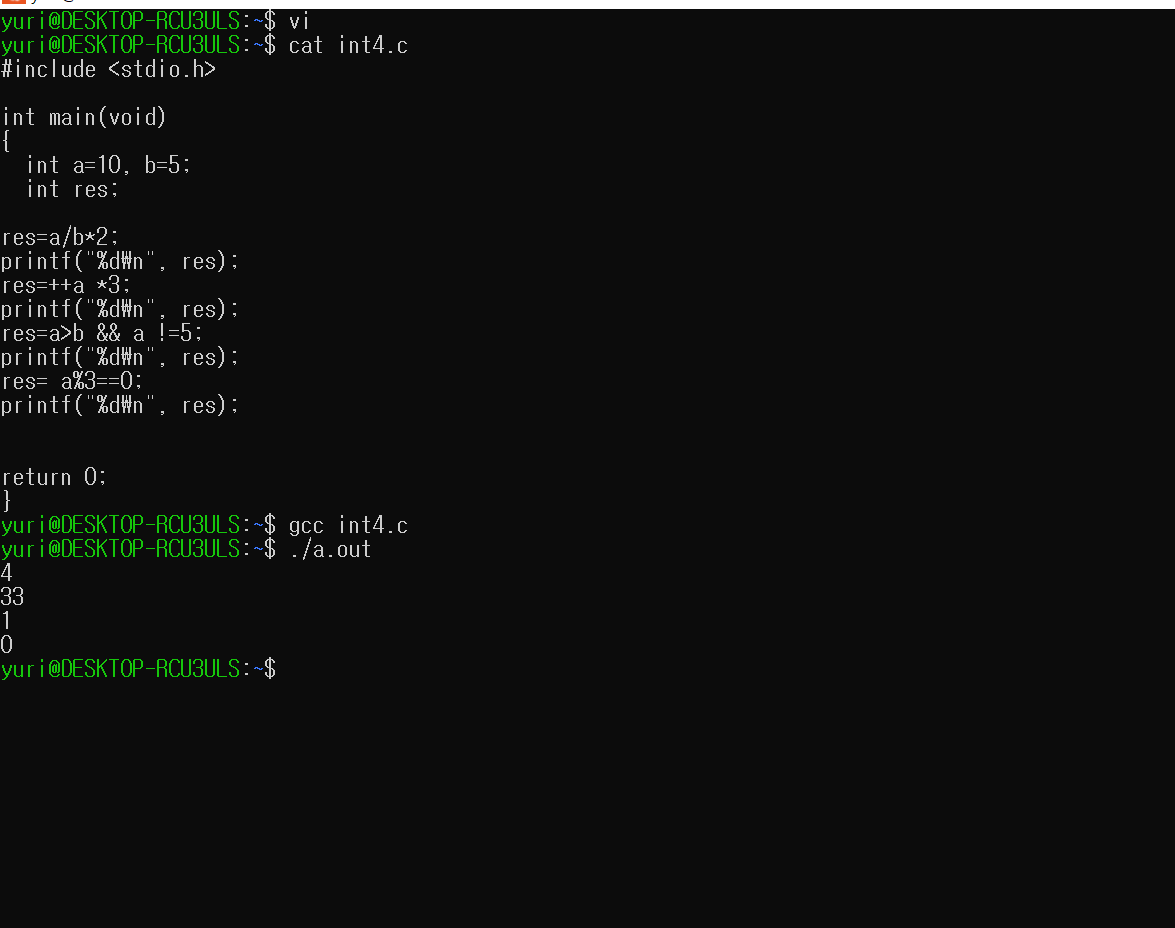 yuri@DESKTOP-RCU3ULS:~$ vi
yuri@DESKTOP-RCU3ULS:~$ cat int4.c
#include <stdio.h>
int main(void)
{
  int a=10, b=5;
  int res;
res=a/b*2;
printf("%d₩n", res);
res=++a *3;
printf("%d₩n", res);
res=a>b && a !=5;
printf("%d₩n", res);
res= a%3==0;
printf("%d₩n", res);
return 0;
}
yuri@DESKTOP-RCU3ULS:~$ gcc int4.c
yuri@DESKTOP-RCU3ULS:~$ ./a.out
4
33
1
0
yuri@DESKTOP-RCU3ULS:~$